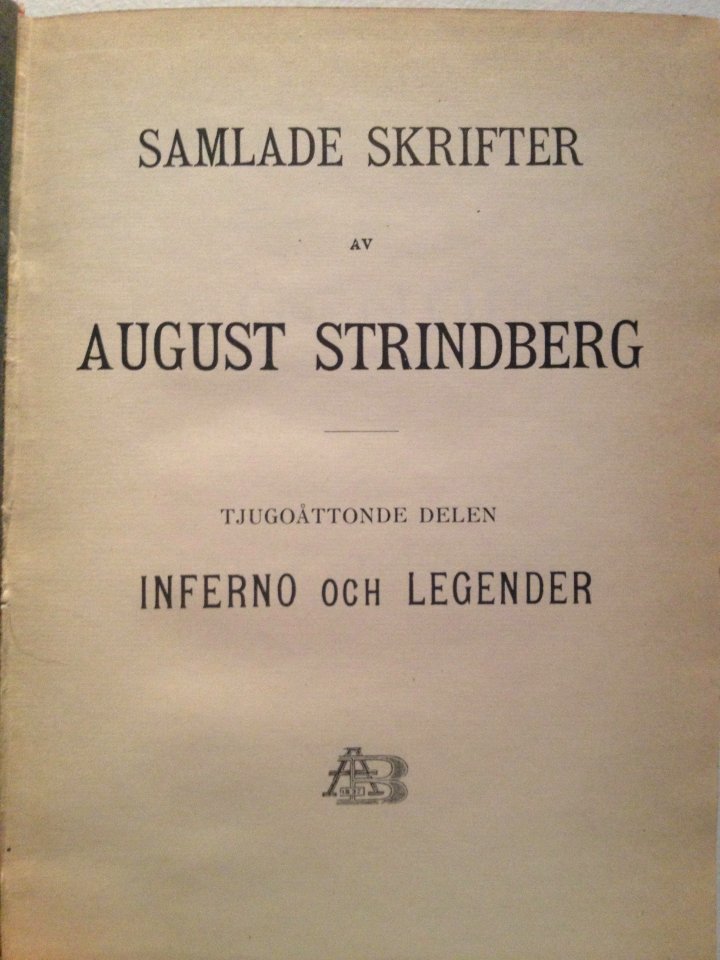 SAMLADE SKRIFTER
AV
AUGUST STRINDBERG
TJUGOÅTTONDE DELEN
INFERNO OCH LEGENDER